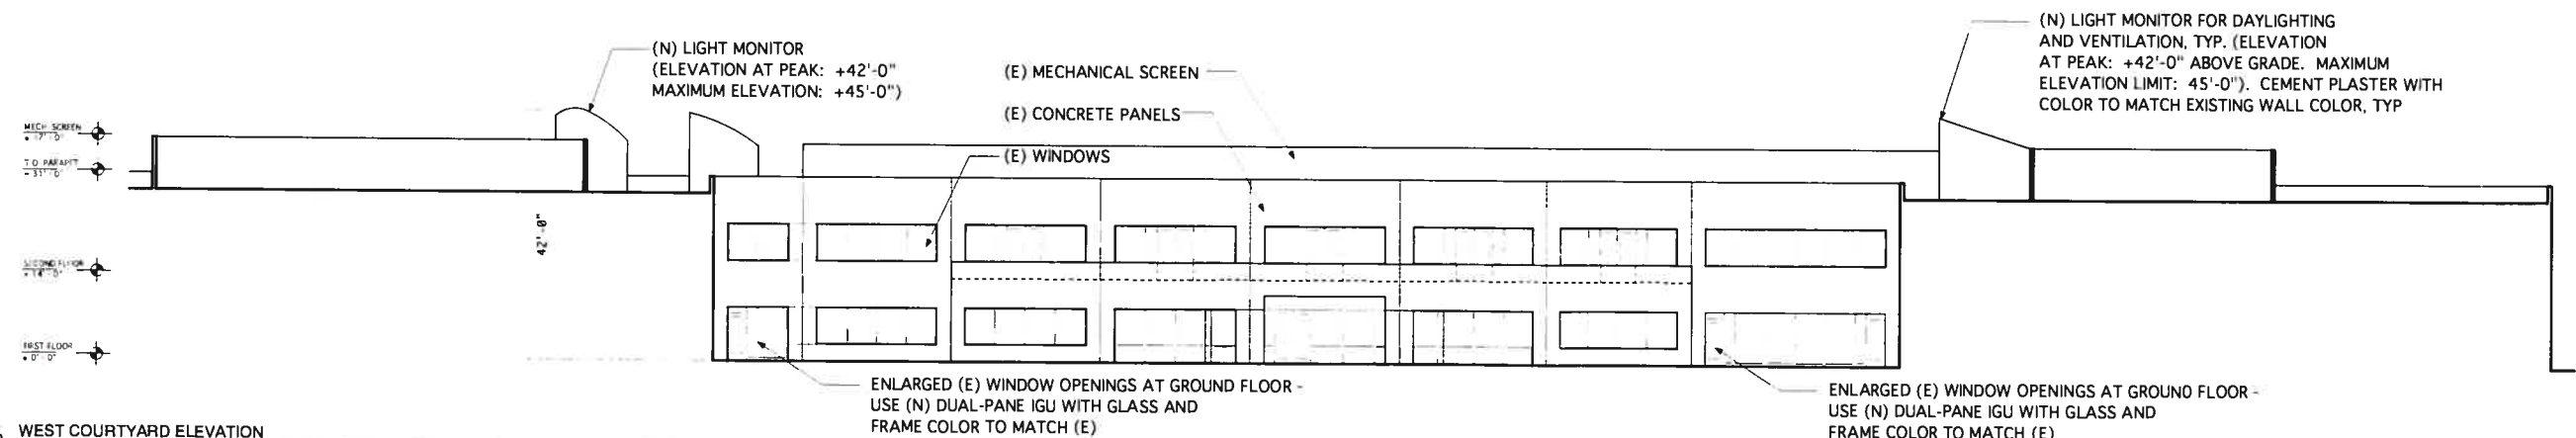 (N) LIGHT MONITOR
(ELEVATION AT PEAK: +42'-0"
MAXIMUM ELEVATION: +45'-0")
(E) MECHANICAL SCREEN
(E) CONCRETE PANELS
(E) WINDOWS
(N) LIGHT MONITOR FOR DAYLIGHTING
AND VENTILATION, TYP. (ELEVATION
AT PEAK: +42'-0" ABOVE GRADE. MAXIMUM
ELEVATION LIMIT: 45'-0"). CEMENT PLASTER WITH
COLOR TO MATCH EXISTING WALL COLOR, TYP
MECH SCREEN
T.O. PARAPET
SECOND FLOOR
FIRST FLOOR
0'-0"
42'-0"
ENLARGED (E) WINDOW OPENINGS AT GROUND FLOOR -
USE (N) DUAL-PANE IGU WITH GLASS AND
FRAME COLOR TO MATCH (E)
ENLARGED (E) WINDOW OPENINGS AT GROUND FLOOR -
USE (N) DUAL-PANE IGU WITH GLASS AND
FRAME COLOR TO MATCH (E)
WEST COURTYARD ELEVATION